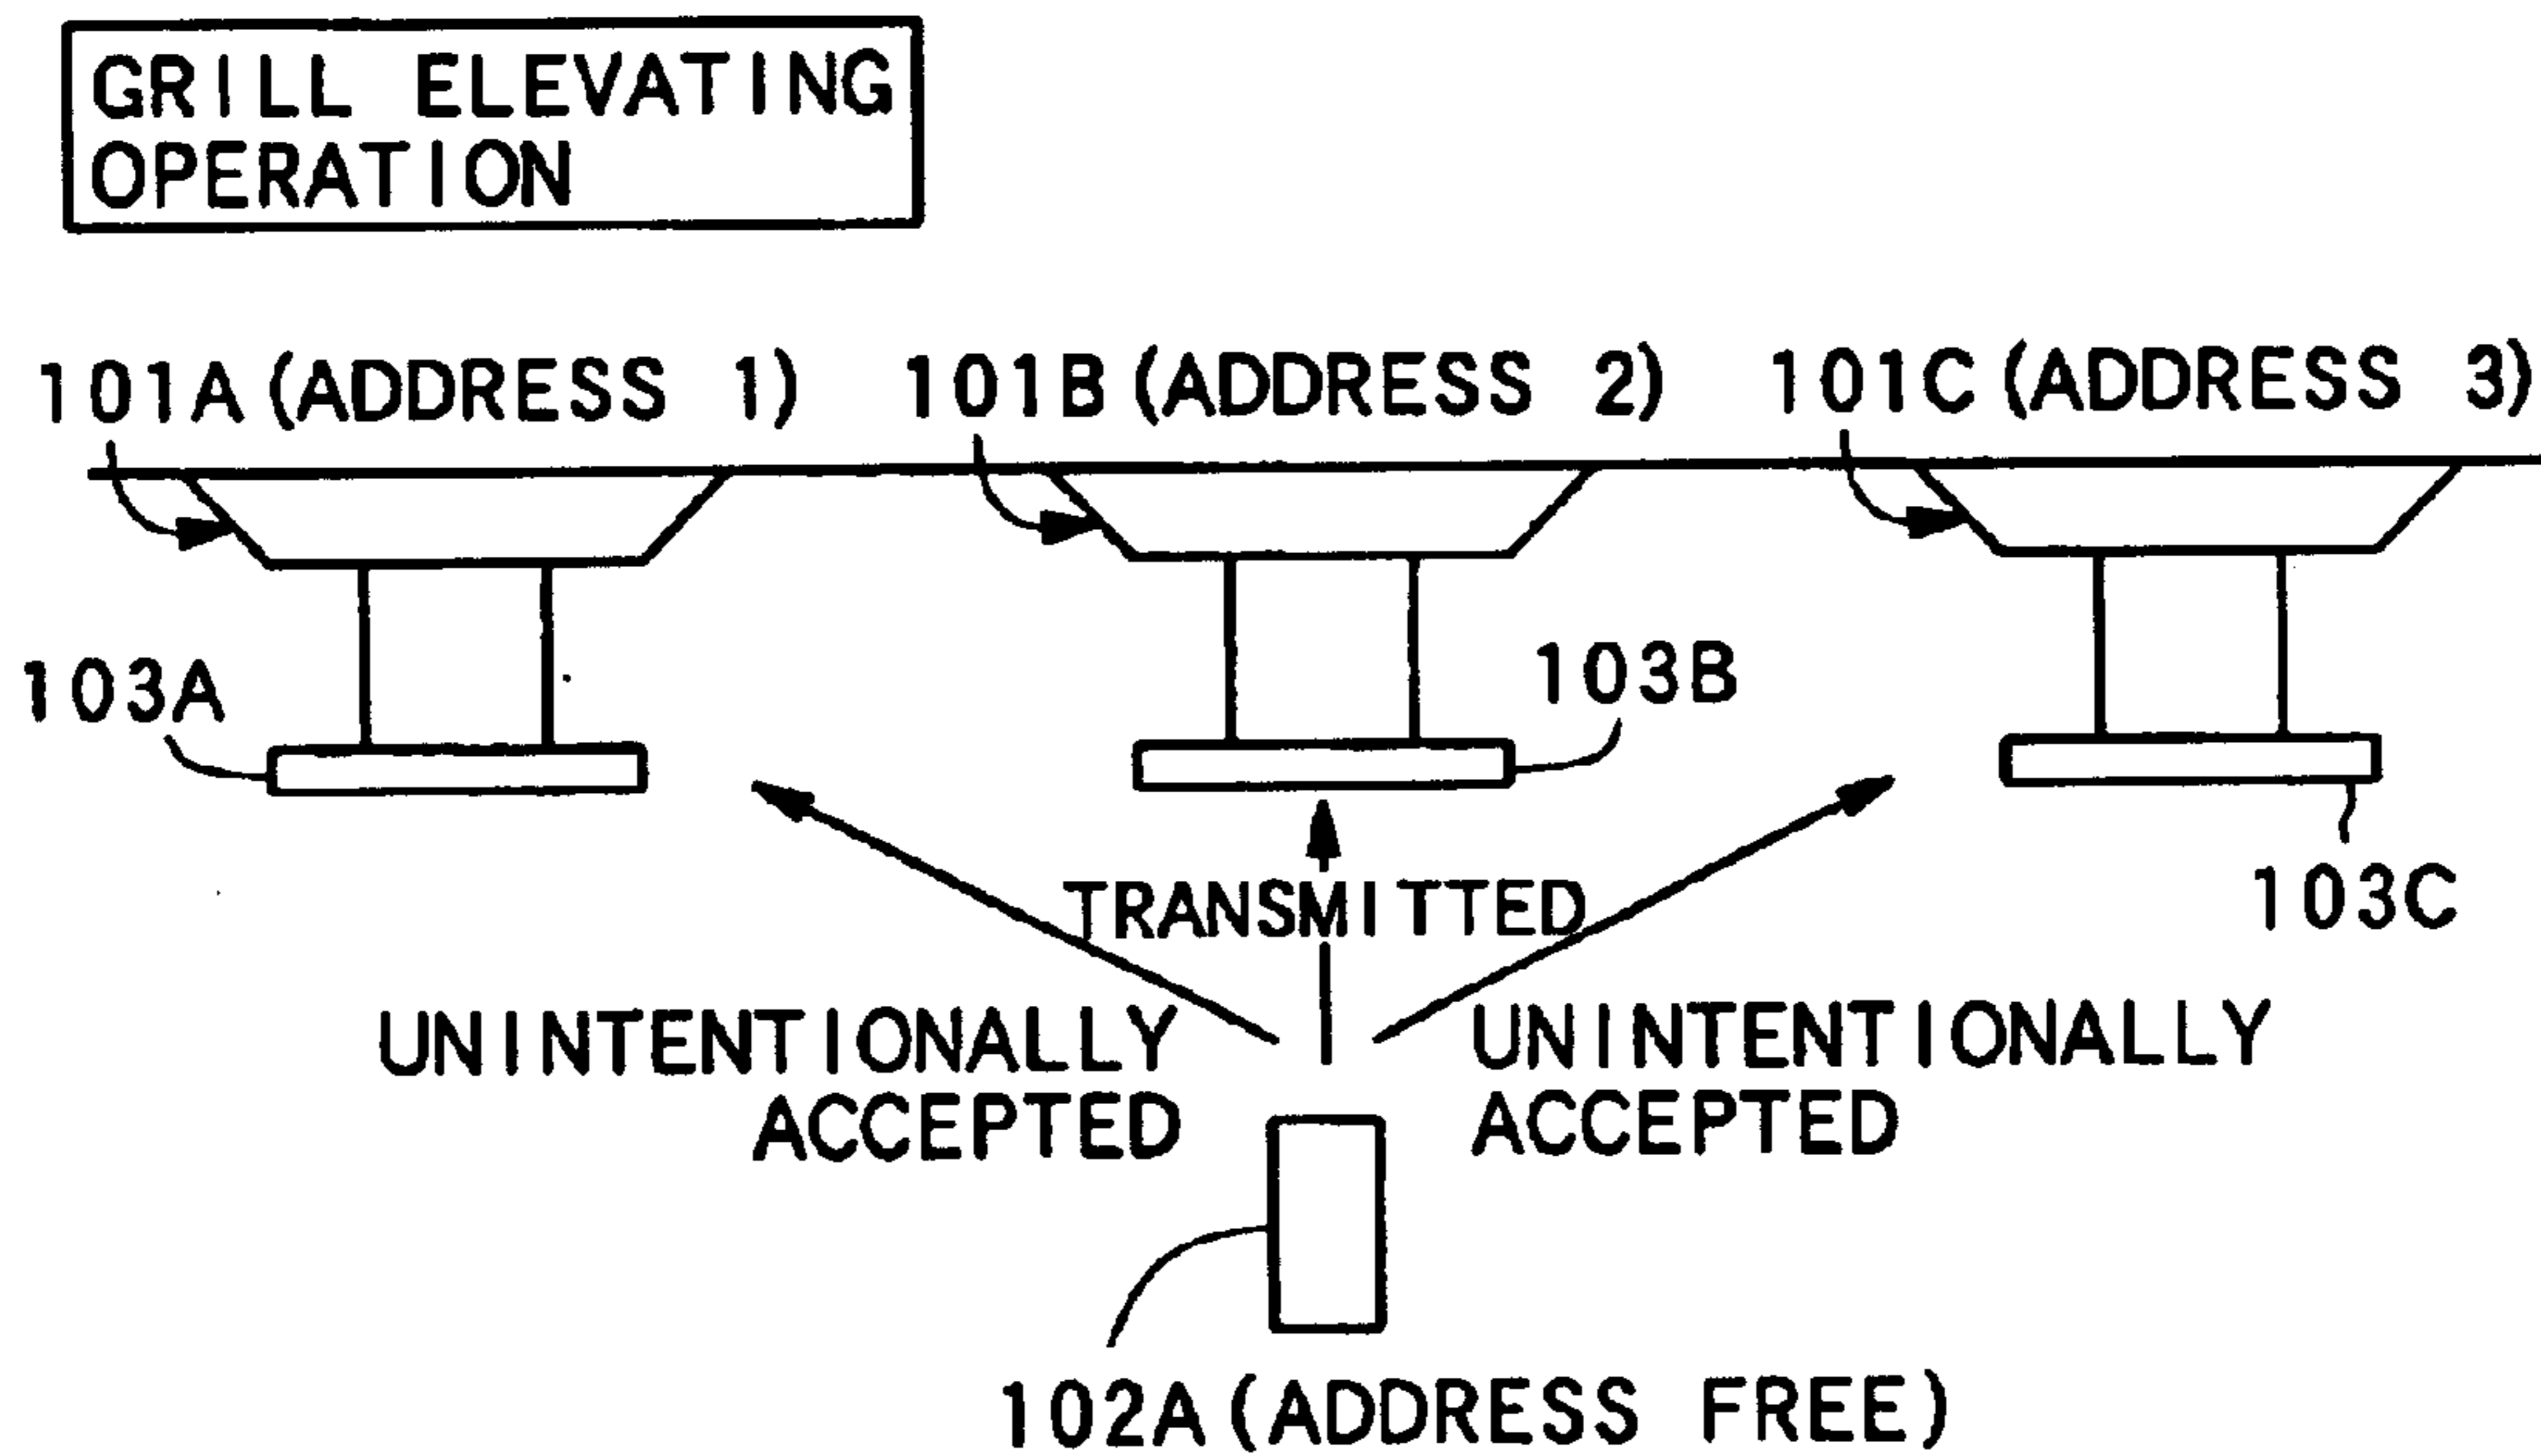 GRILL ELEVATING
OPERATION
101A (ADDRESS 1)
101B (ADDRESS 2)
101C (ADDRESS 3)
103A
103B
103C
TRANSMITTED
UNINTENTIONALLY
ACCEPTED
UNINTENTIONALLY
ACCEPTED
102A (ADDRESS FREE)